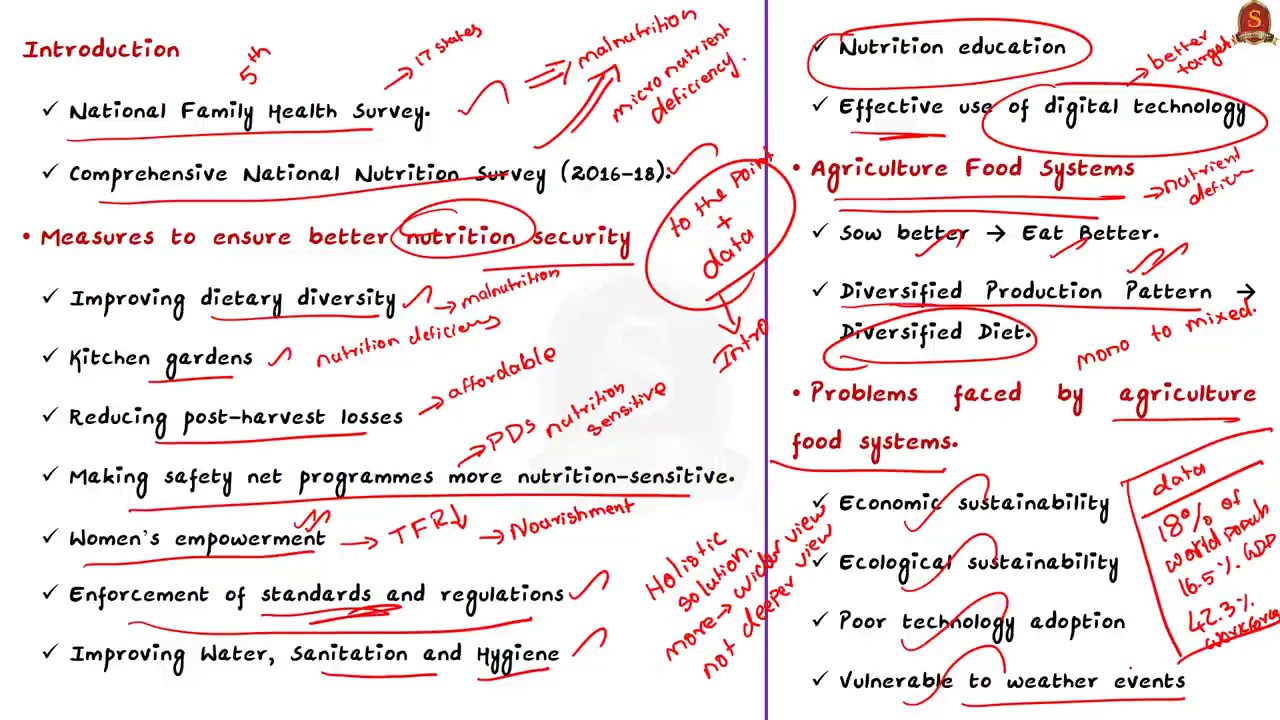 Introduction
5th
→ 17 states
⇒ malnutrition
micro nutrient
deficiency.
✓ National Family Health Survey.
✓ Comprehensive National Nutrition Survey (2016-18).
to the point
+
data
Intro
• Measures to ensure better nutrition security
✓ Improving dietary diversity
→ malnutrition
✓ Kitchen gardens
nutrition deficiency
✓ Reducing post-harvest losses
→ affordable
→ PDS nutrition
sensitive
✓ Making safety net programmes more nutrition-sensitive.
✓ Women's empowerment → TFR↓ → Nourishment
✓ Enforcement of standards and regulations
✓ Improving Water, Sanitation and Hygiene
Holistic
solution.
more → wider view
not deeper view
S
✓ Nutrition education
→ better
target
✓ Effective use of digital technology
• Agriculture Food Systems
→ nutrient
✓ Sow better → Eat Better.
✓ Diversified Production Pattern →
Diversified Diet.
mono to mixed.
• Problems faced by agriculture
food systems.
✓ Economic sustainability
✓ Ecological sustainability
✓ Poor technology adoption
✓ Vulnerable to weather events
data
18% of
world populn
16.5% GDP
42.3%
workforce